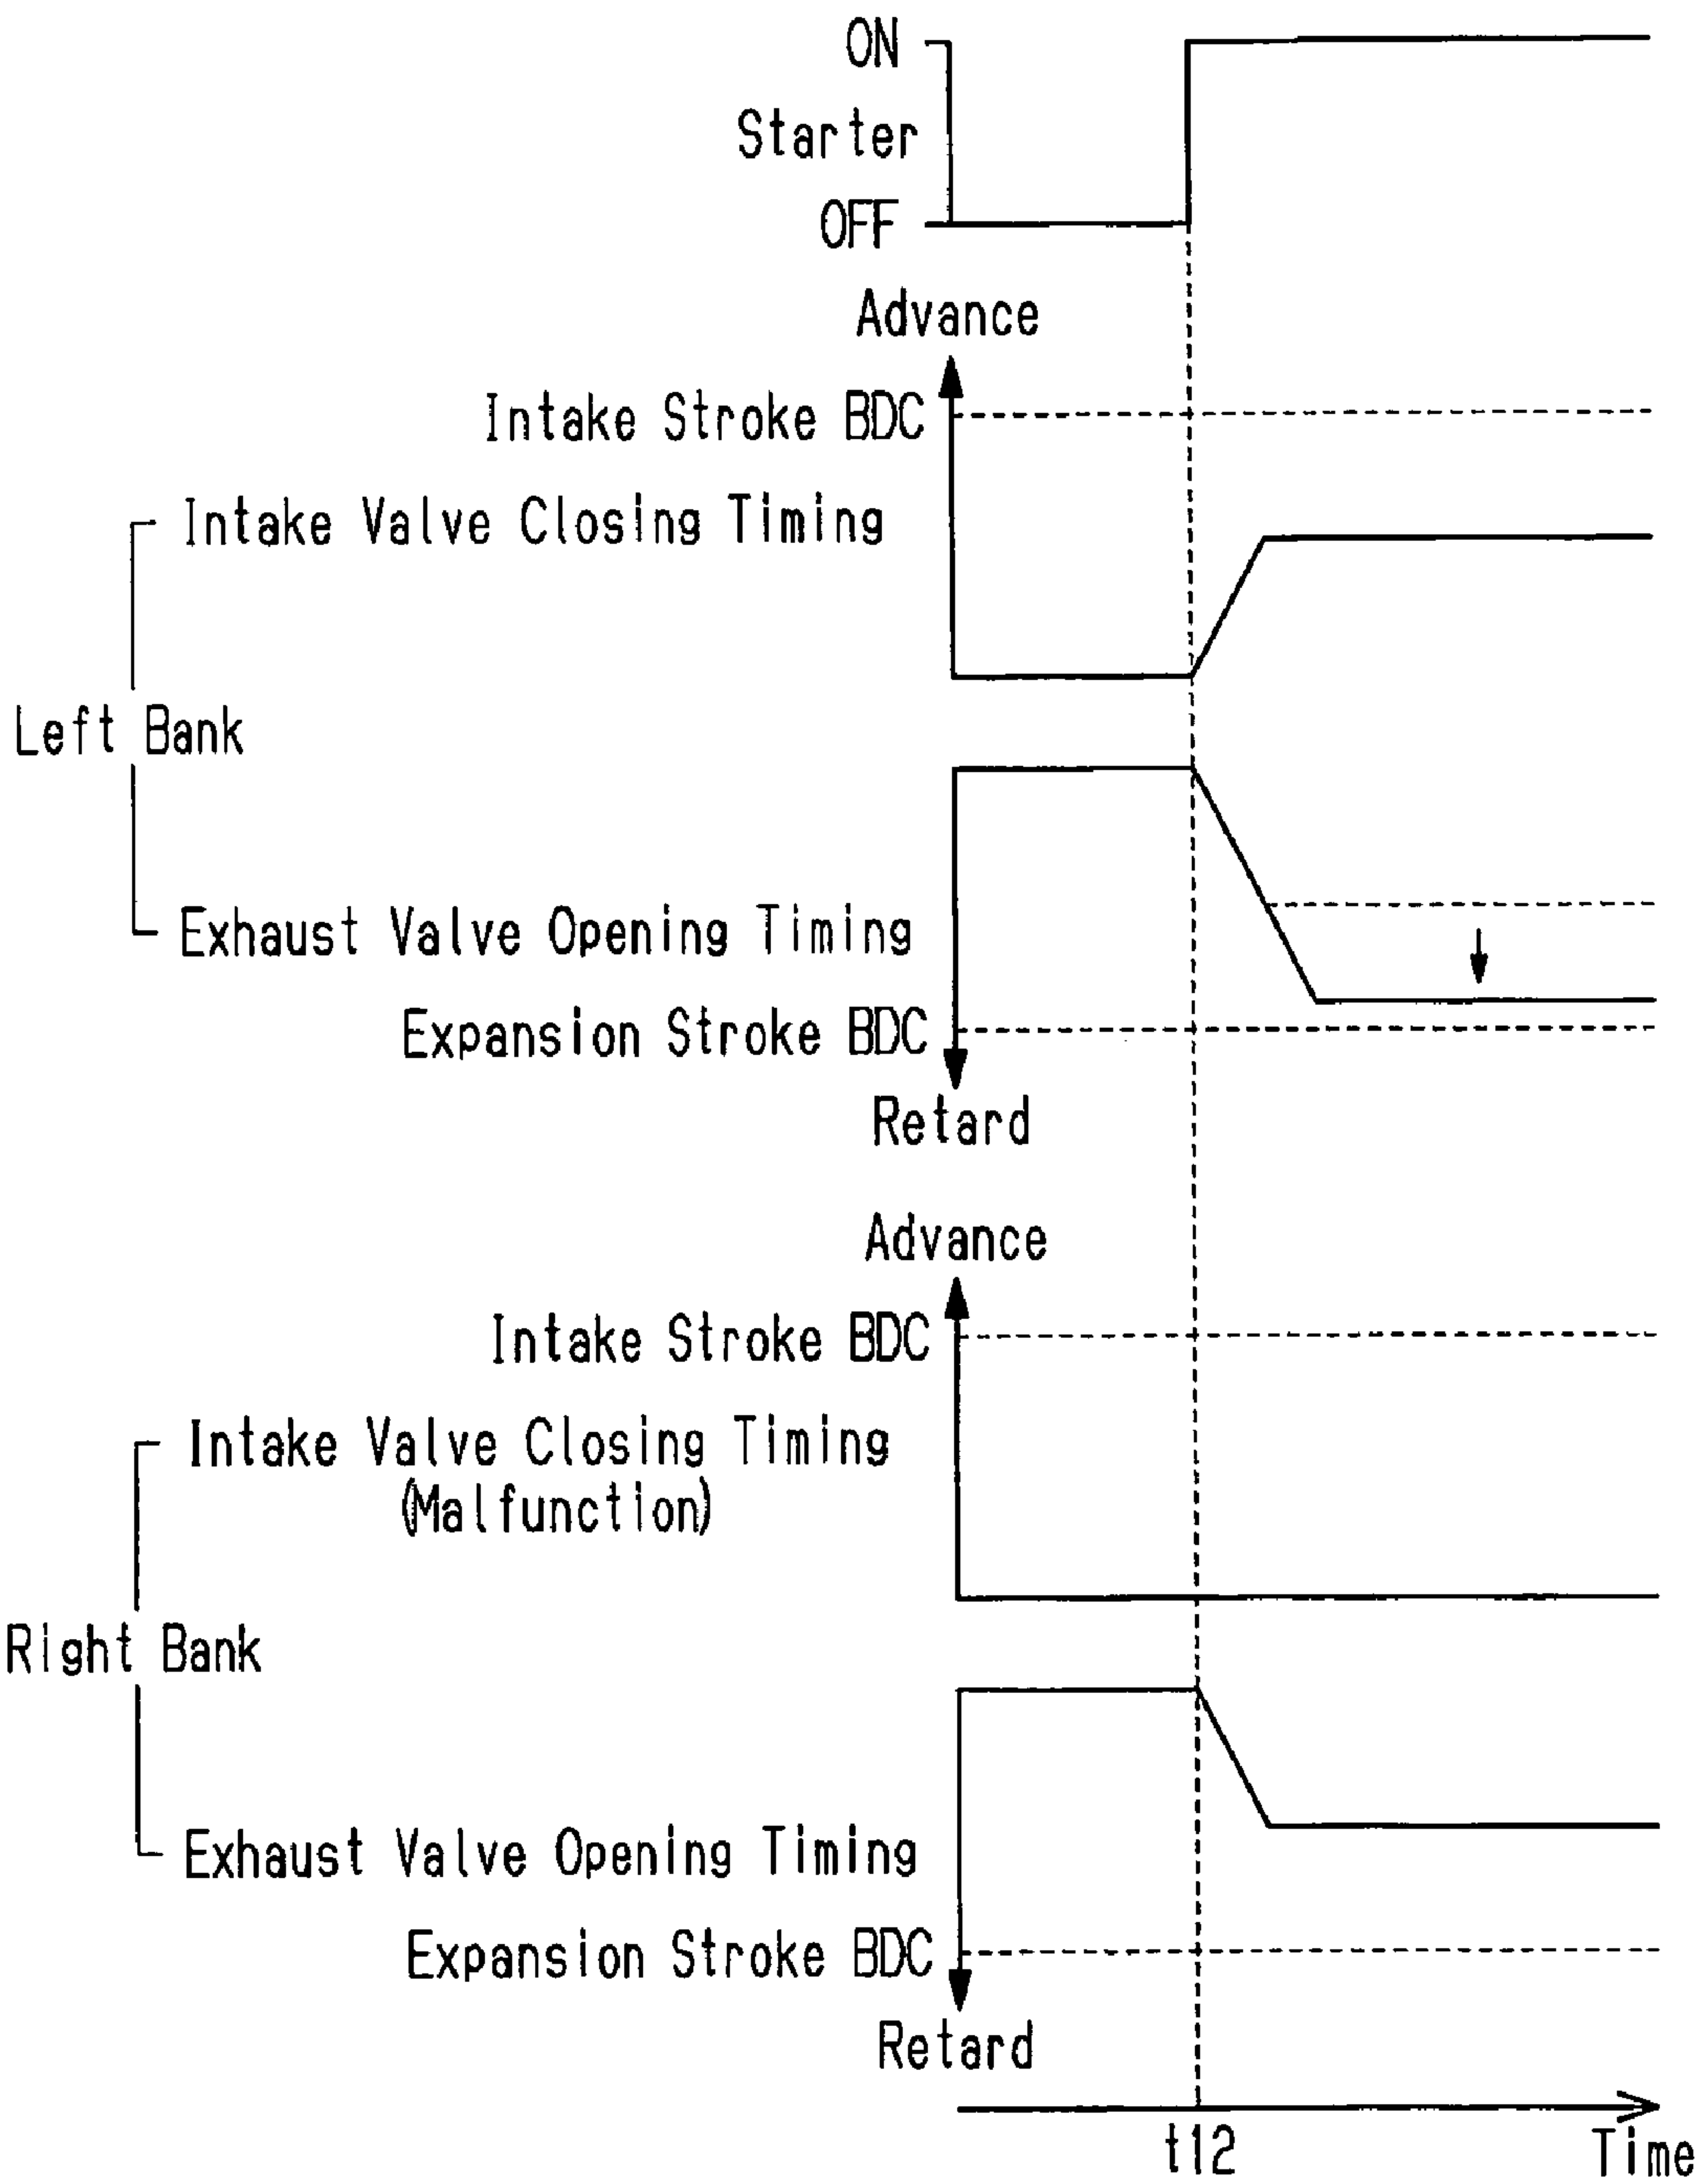 ON
Starter
OFF
Advance
Intake Stroke BDC
Intake Valve Closing Timing
Left Bank
Exhaust Valve Opening Timing
Expansion Stroke BDC
Retard
Advance
Intake Stroke BDC
Intake Valve Closing Timing
(Malfunction)
Right Bank
Exhaust Valve Opening Timing
Expansion Stroke BDC
Retard
t12
Time